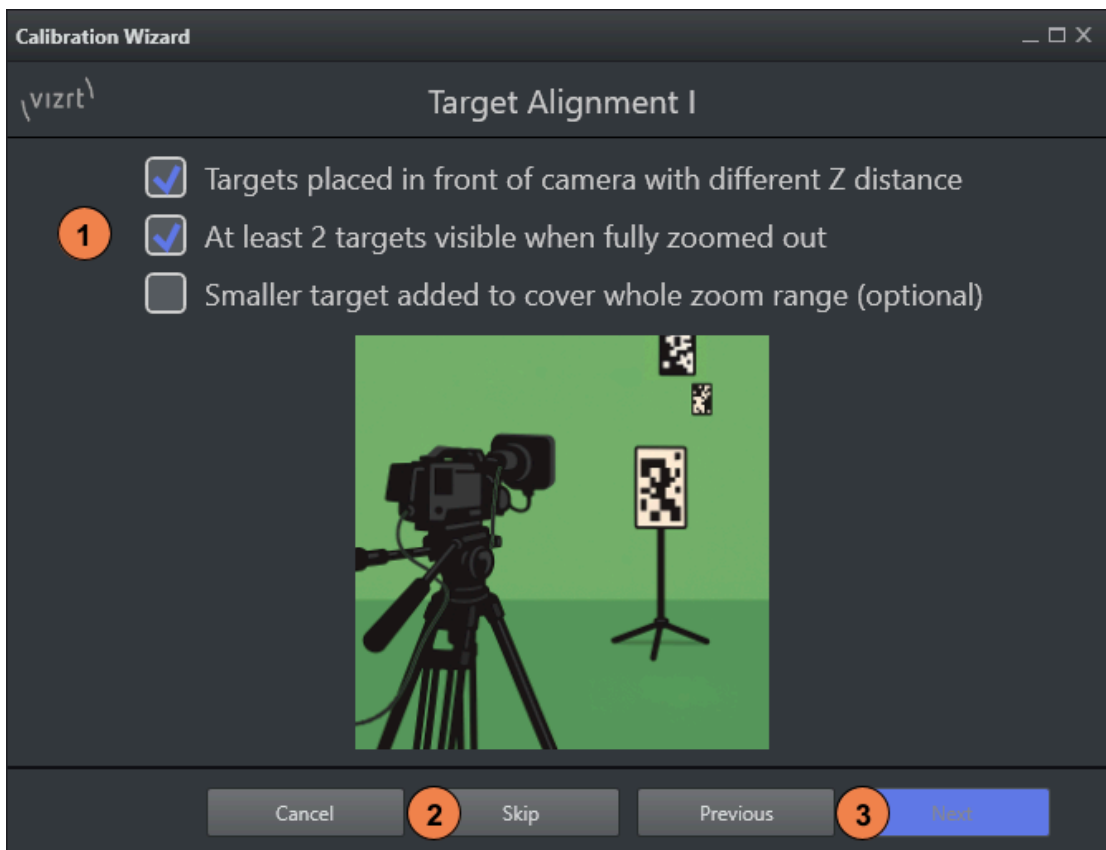 Calibration Wizard
vizrt
Target Alignment I
Targets placed in front of camera with different Z distance
1
At least 2 targets visible when fully zoomed out
Smaller target added to cover whole zoom range (optional)
Cancel
2
Skip
Previous
3
Next